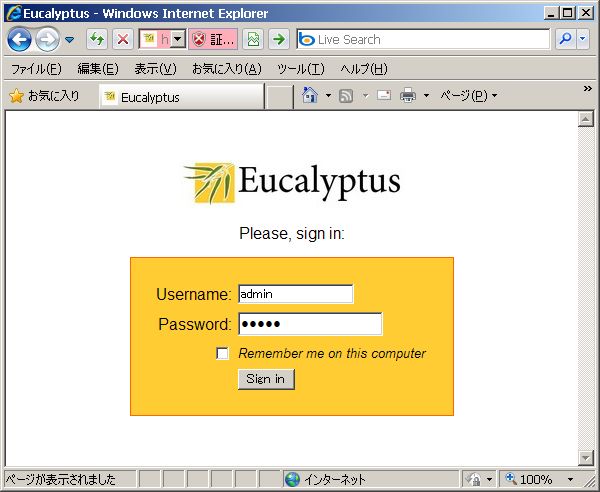 Eucalyptus - Windows Internet Explorer
h 証... Live Search
ファイル(F) 編集(E) 表示(V) お気に入り(A) ツール(T) ヘルプ(H)
お気に入り Eucalyptus ページ(P) »
Eucalyptus
Please, sign in:
Username: admin
Password: •••••
Remember me on this computer
Sign in
ページが表示されました インターネット 100%